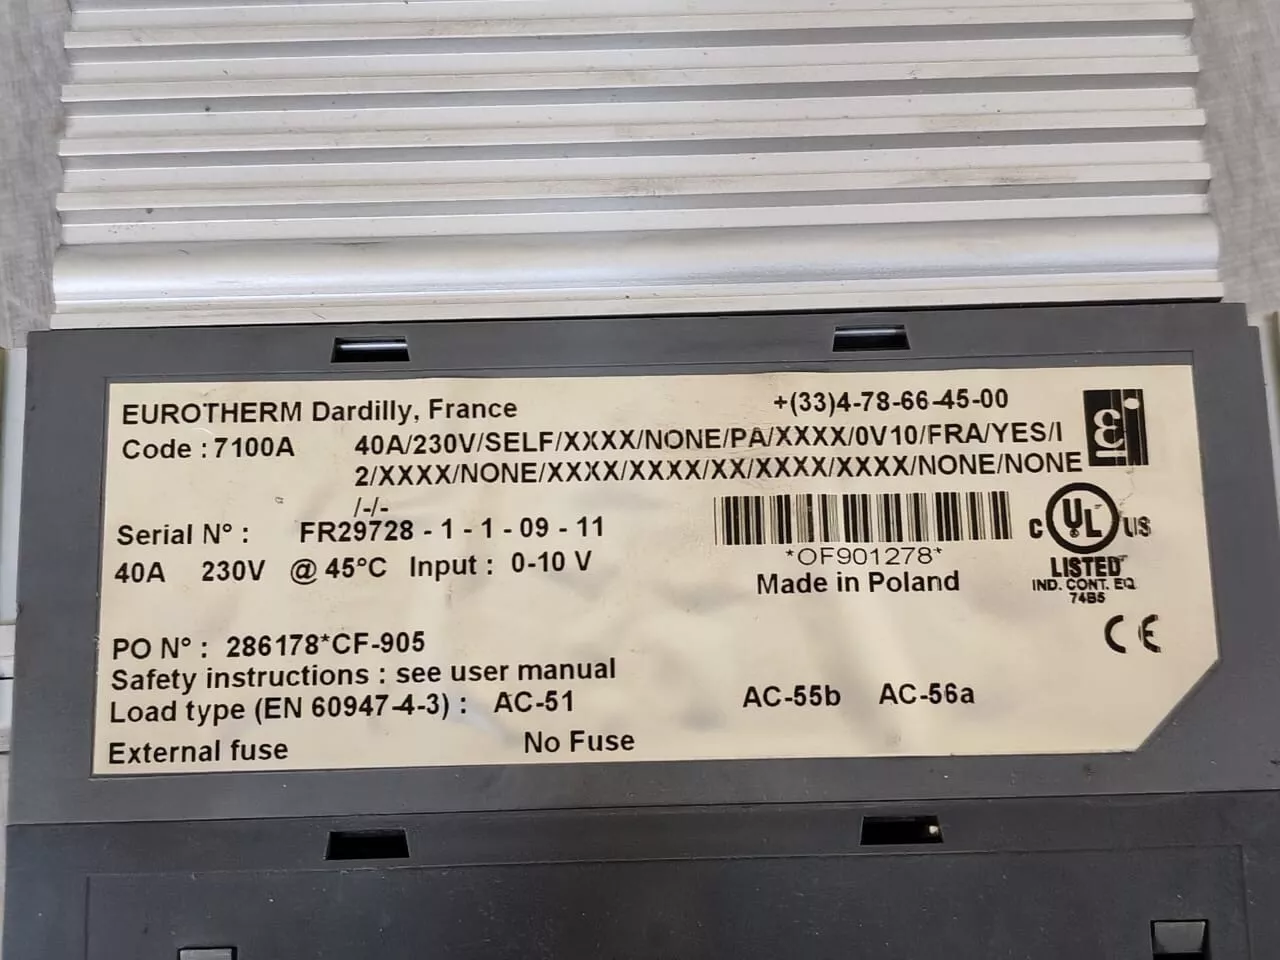 EUROTHERM Dardilly, France
+(33)4-78-66-45-00
Code : 7100A
40A/230V/SELF/XXXX/NONE/PA/XXXX/0V10/FRA/YES/I
2/XXXX/NONE/XXXX/XXXX/XX/XXXX/XXXX/NONE/NONE
/-/-
Serial N° : FR29728 - 1 - 1 - 09 - 11
40A 230V @ 45°C Input : 0-10 V
*OF901278*
Made in Poland
C UL US
LISTED
IND. CONT. EQ
74B5
CE
PO N° : 286178*CF-905
Safety instructions : see user manual
Load type (EN 60947-4-3) : AC-51 AC-55b AC-56a
External fuse No Fuse